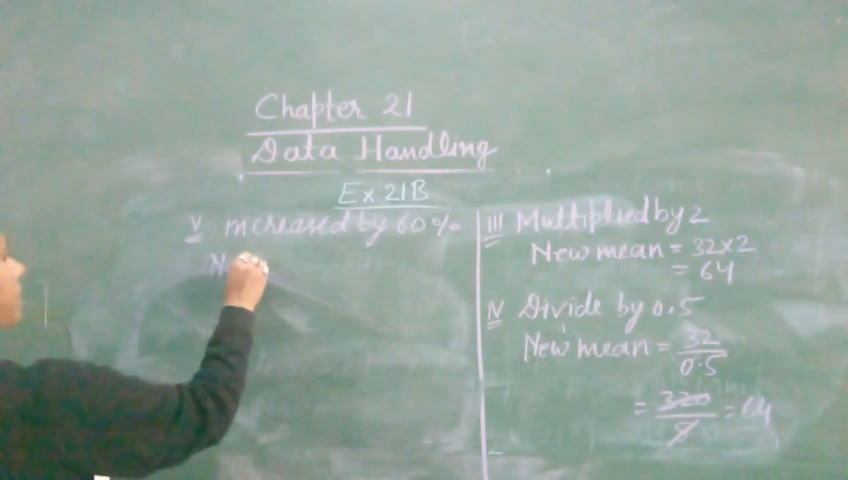 Chapter 21
Data Handling
Ex 21B
V increased by 60%
N
III Multiplied by 2
New mean = 32×2
= 64
IV Divide by 0.5
New mean = 32/0.5
= 320/5 = 64